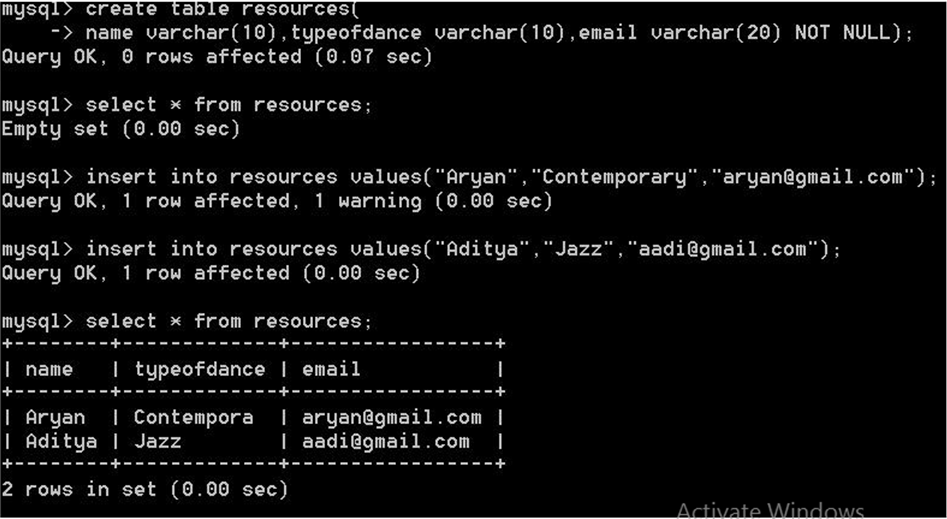 mysql> create table resources(
    -> name varchar(10),typeofdance varchar(10),email varchar(20) NOT NULL);
Query OK, 0 rows affected (0.07 sec)
mysql> select * from resources;
Empty set (0.00 sec)
mysql> insert into resources values("Aryan","Contemporary","aryan@gmail.com");
Query OK, 1 row affected, 1 warning (0.00 sec)
mysql> insert into resources values("Aditya","Jazz","aadi@gmail.com");
Query OK, 1 row affected (0.00 sec)
mysql> select * from resources;
+--------+-------------+-----------------+
| name   | typeofdance | email           |
+--------+-------------+-----------------+
| Aryan  | Contempora  | aryan@gmail.com |
| Aditya | Jazz        | aadi@gmail.com  |
+--------+-------------+-----------------+
2 rows in set (0.00 sec)
Activate Windows